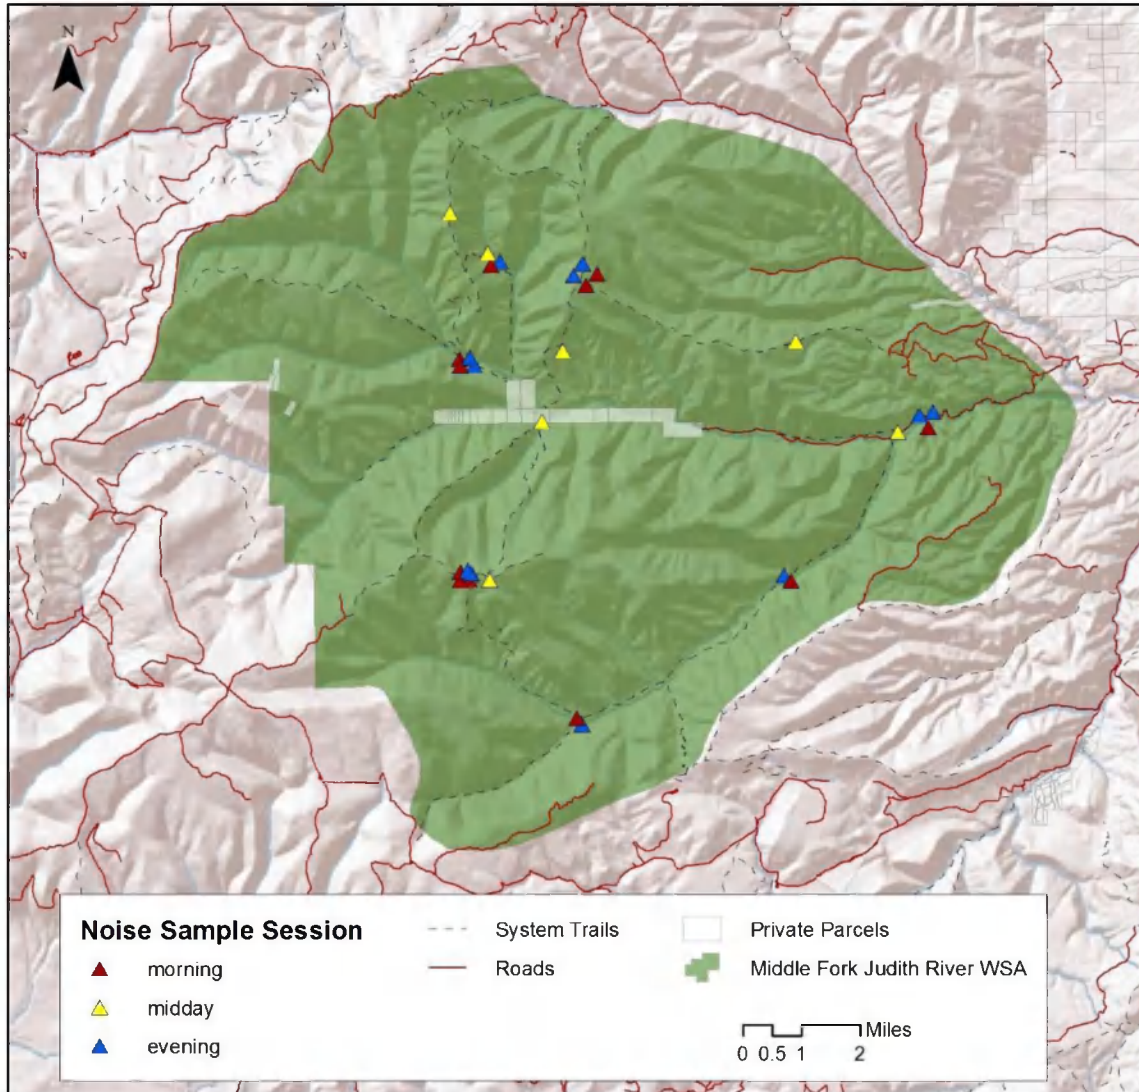 N
Noise Sample Session
morning
midday
evening
System Trails
Roads
Private Parcels
Middle Fork Judith River WSA
Miles
0 0.5 1 2